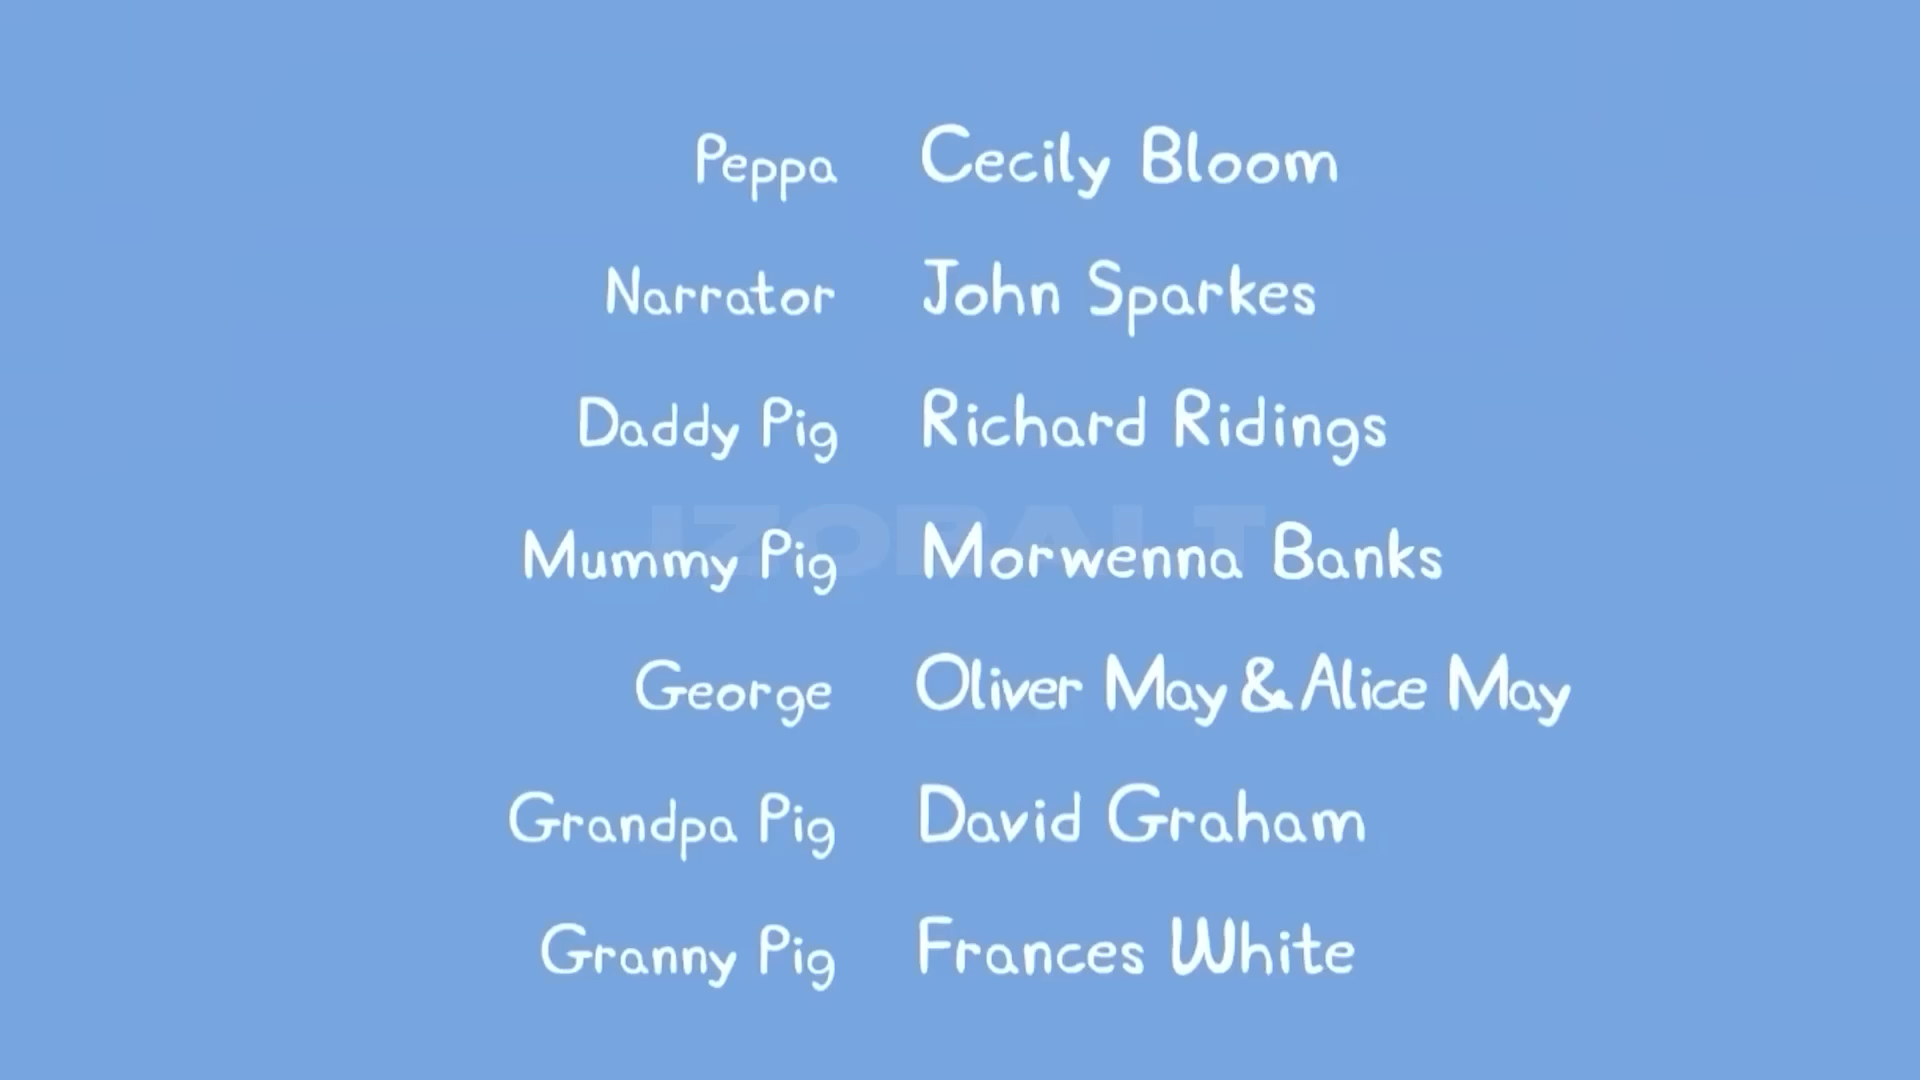 Peppa Cecily Bloom
Narrator John Sparkes
Daddy Pig Richard Ridings
Mummy Pig Morwenna Banks
George Oliver May & Alice May
Grandpa Pig David Graham
Granny Pig Frances White